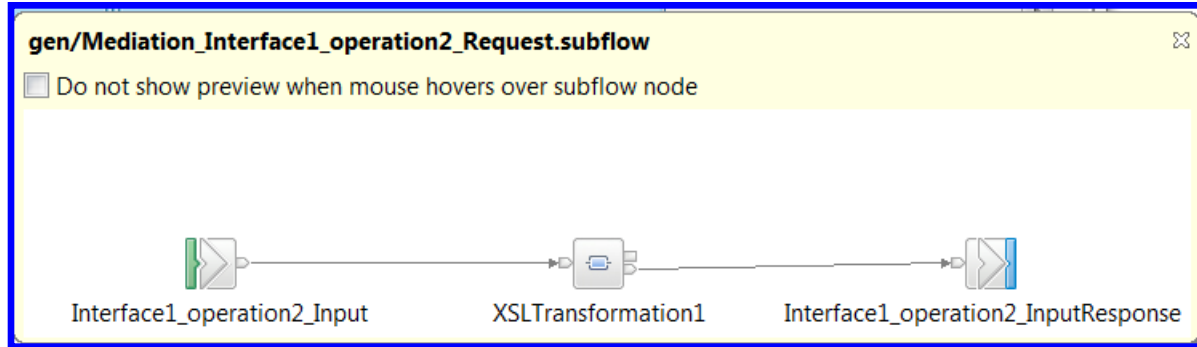 gen/Mediation_Interface1_operation2_Request.subflow
Do not show preview when mouse hovers over subflow node
Interface1_operation2_Input XSLTransformation1 Interface1_operation2_InputResponse